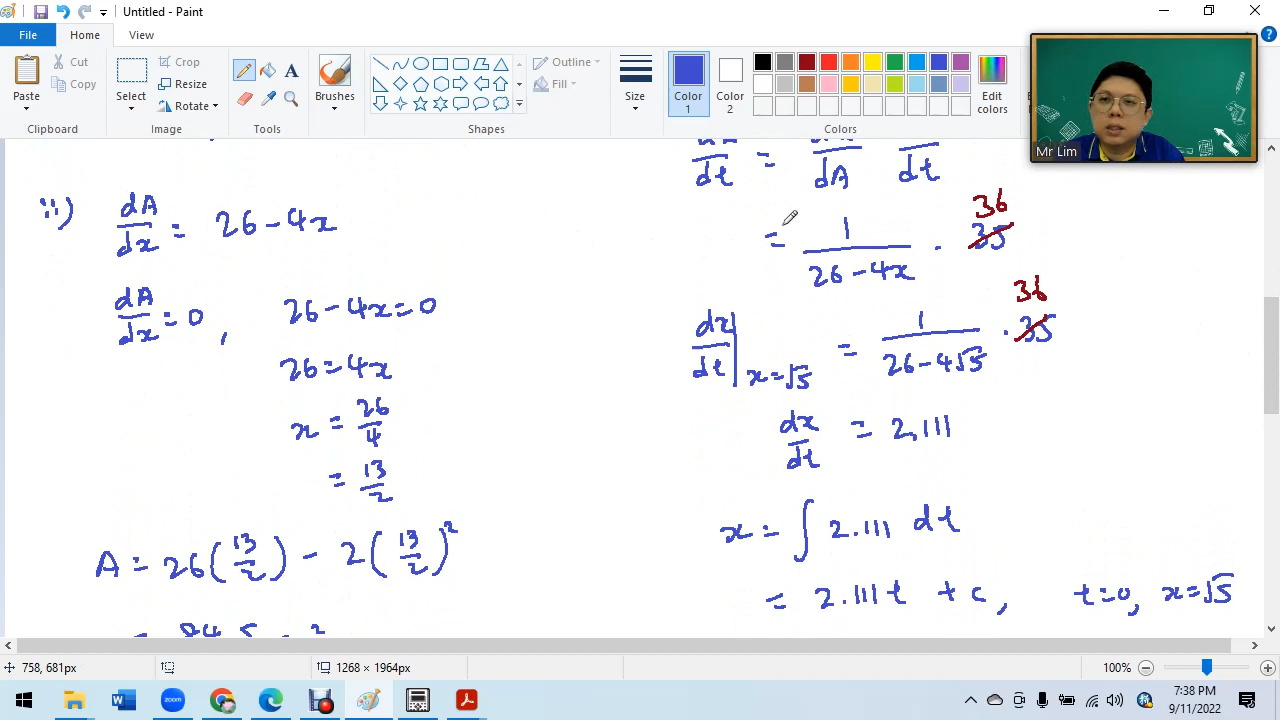 Untitled - Paint
File Home View
Paste
Cut
Copy
Clipboard
Select
Crop
Resize
Rotate
Image
A
Tools
Brushes
Shapes
Outline
Fill
Size
Color 1
Color 2
Colors
Edit colors
Mr Lim
ii) dA/dx = 26 - 4x
dA/dx = 0, 26 - 4x = 0
26 = 4x
x = 26/4
= 13/2
A = 26(13/2) - 2(13/2)²
dt = dA dt
= 1/(26 - 4x) · 35 36
dx/dt | x=√5 = 1/(26 - 4√5) · 35 36
dx/dt = 2.111
x = ∫ 2.111 dt
= 2.111t + c, t=0, x=√5
758, 681px
1268 × 1964px
100%
7:38 PM
9/11/2022